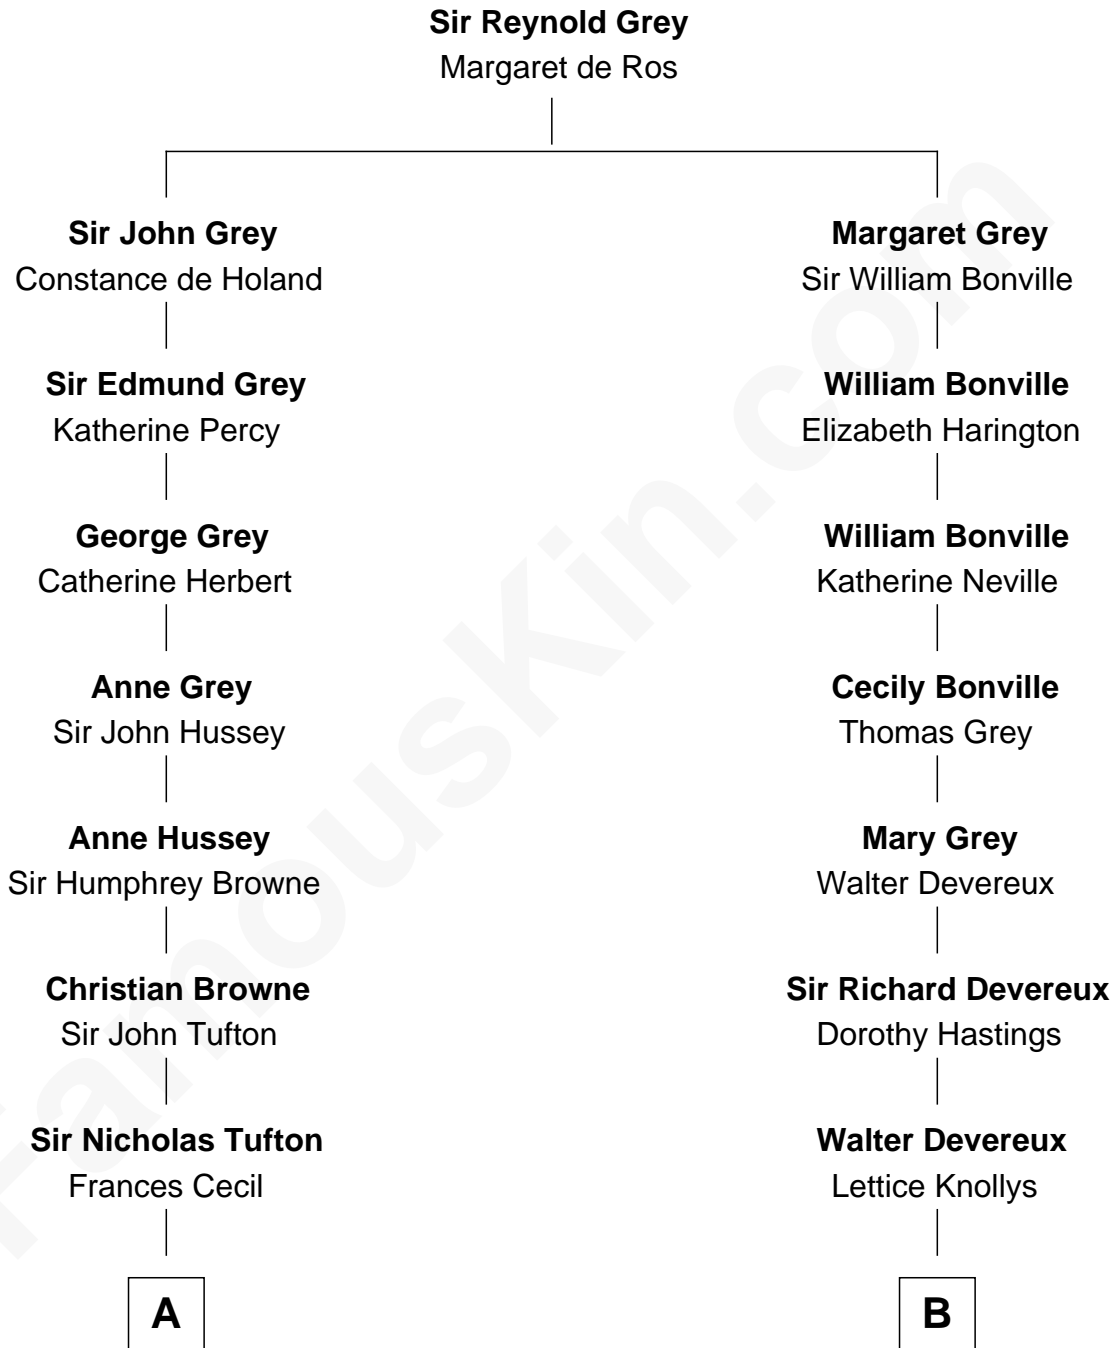 Sir Reynold Grey
Margaret de Ros
Sir John Grey
Constance de Holand
Margaret Grey
Sir William Bonville
Sir Edmund Grey
Katherine Percy
William Bonville
Elizabeth Harington
George Grey
Catherine Herbert
William Bonville
Katherine Neville
Anne Grey
Sir John Hussey
Cecily Bonville
Thomas Grey
Anne Hussey
Sir Humphrey Browne
Mary Grey
Walter Devereux
Christian Browne
Sir John Tufton
Sir Richard Devereux
Dorothy Hastings
Sir Nicholas Tufton
Frances Cecil
Walter Devereux
Lettice Knollys
A
B
FamousKin.com